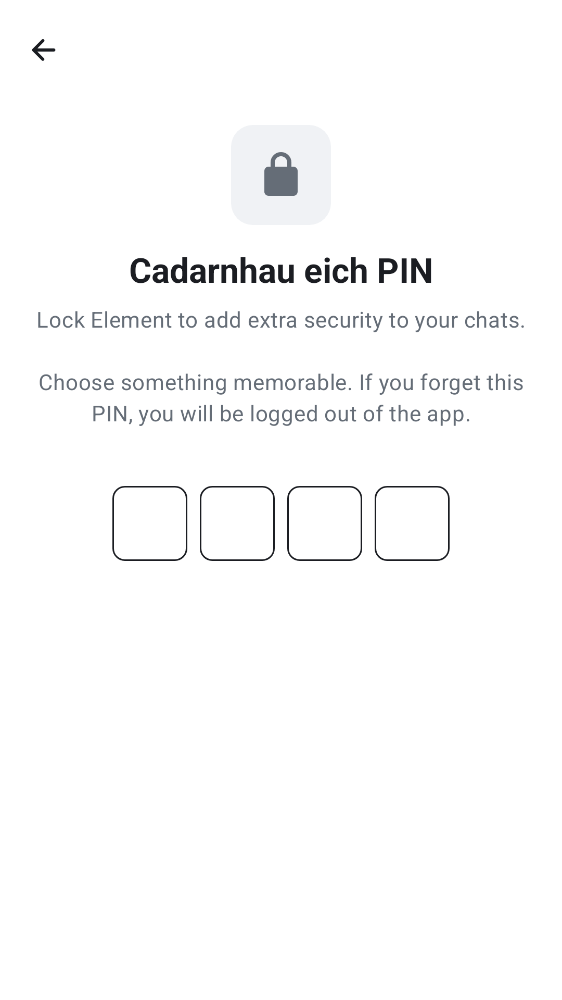 Cadarnhau eich PIN
Lock Element to add extra security to your chats.
Choose something memorable. If you forget this
PIN, you will be logged out of the app.